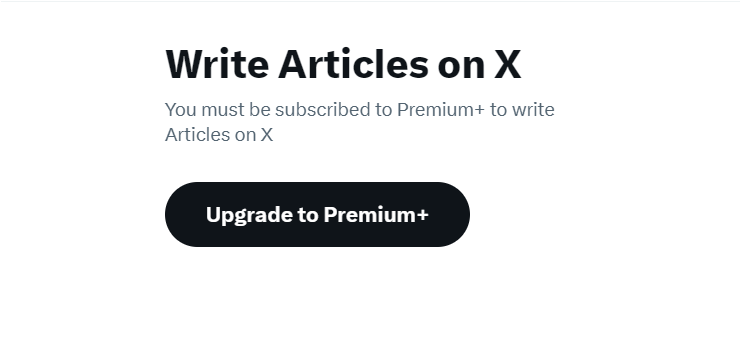 Write Articles on X
You must be subscribed to Premium+ to write
Articles on X
Upgrade to Premium+